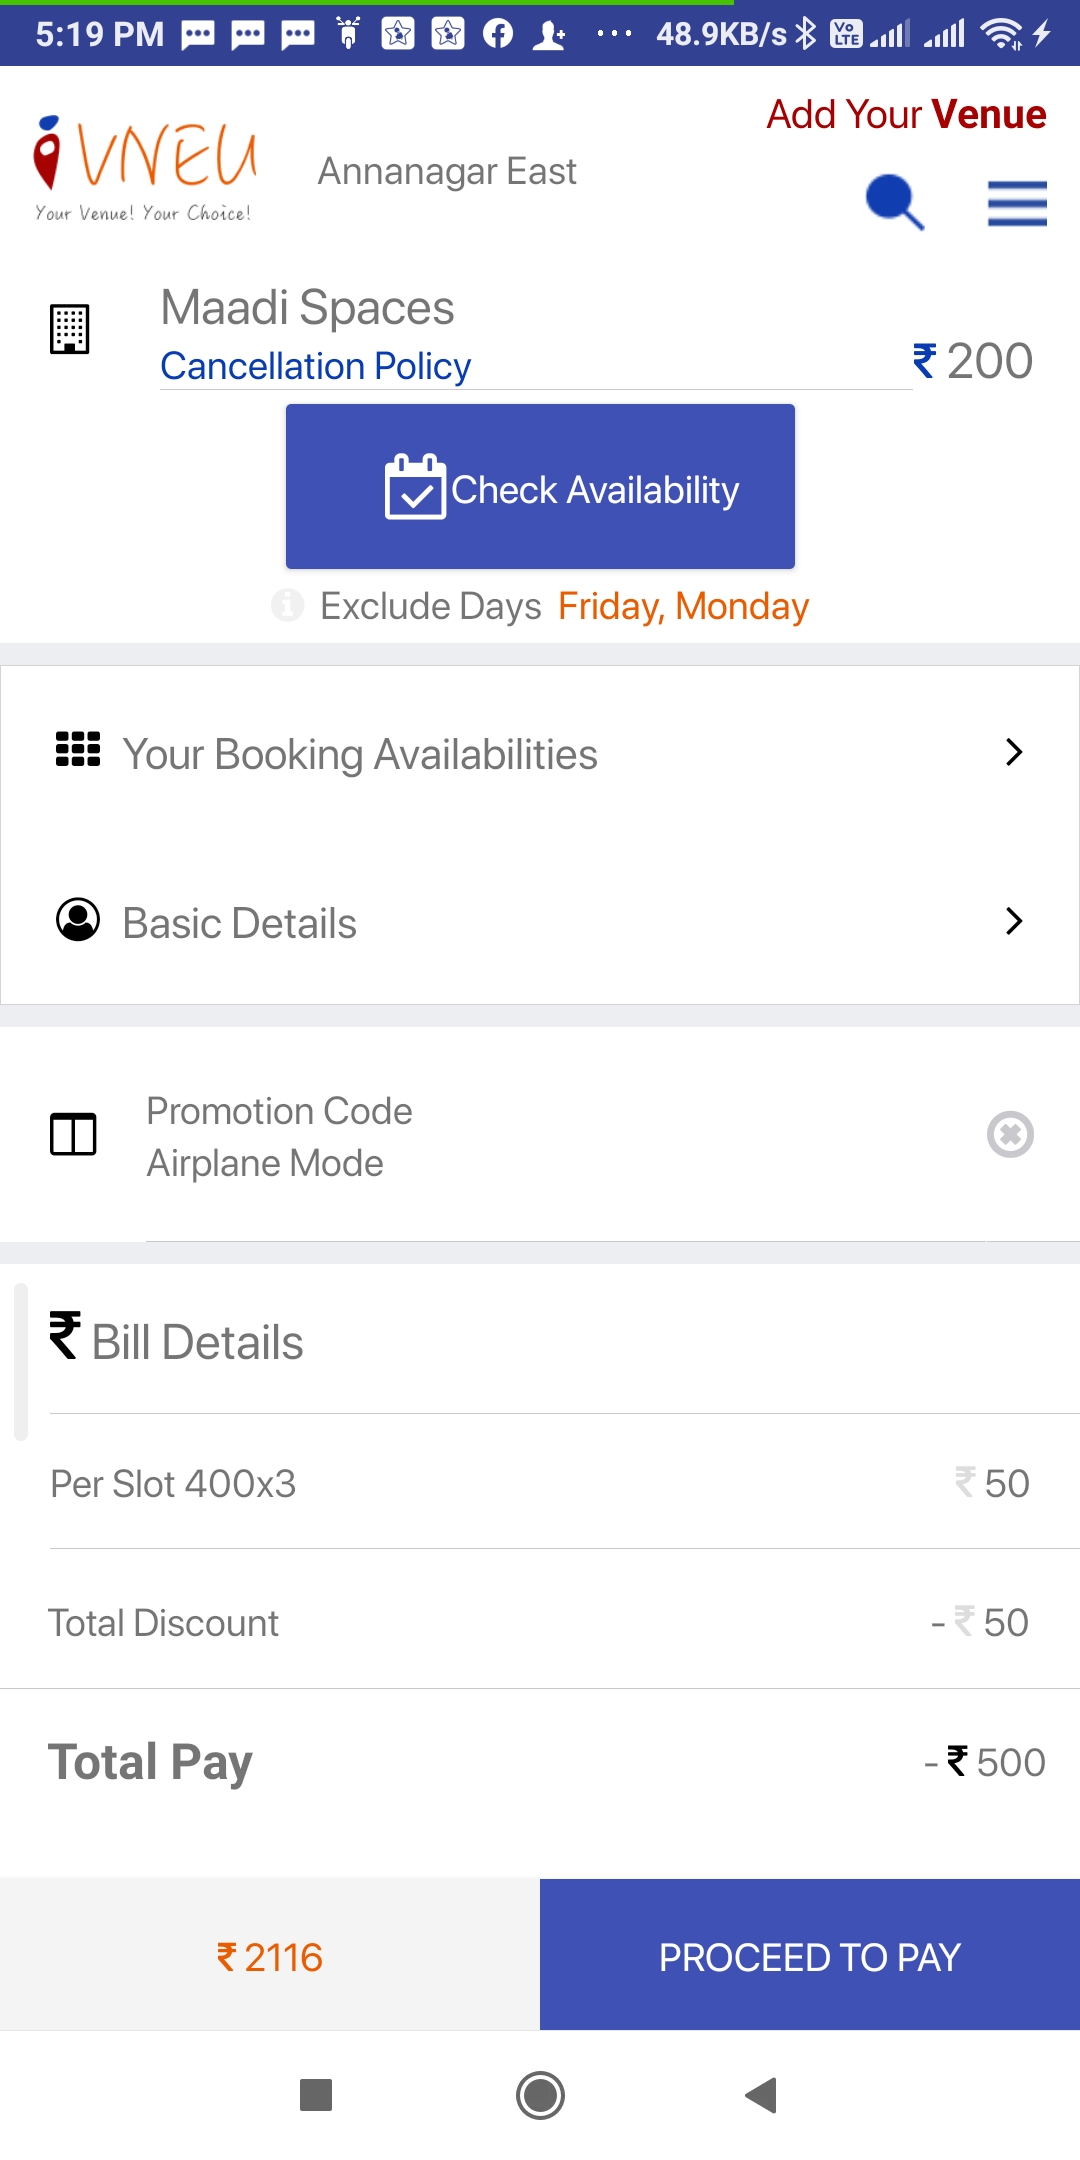 5:19 PM 48.9KB/s Vo LTE
Add Your Venue
iVNEU
Your Venue! Your Choice!
Annanagar East
Maadi Spaces
Cancellation Policy
₹ 200
Check Availability
Exclude Days Friday, Monday
Your Booking Availabilities
Basic Details
Promotion Code
Airplane Mode
₹ Bill Details
Per Slot 400x3 ₹ 50
Total Discount - ₹ 50
Total Pay - ₹ 500
₹ 2116 PROCEED TO PAY